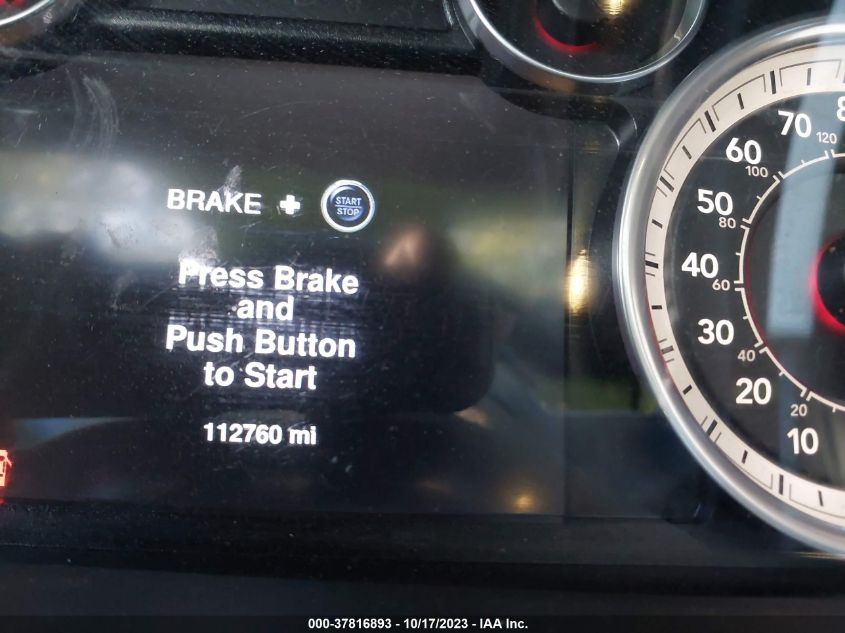 BRAKE + START STOP
Press Brake
and
Push Button
to Start
112760 mi
80
70
120
60
100
50
80
40
60
30
40
20
20
10
000-37816893 - 10/17/2023 - IAA Inc.